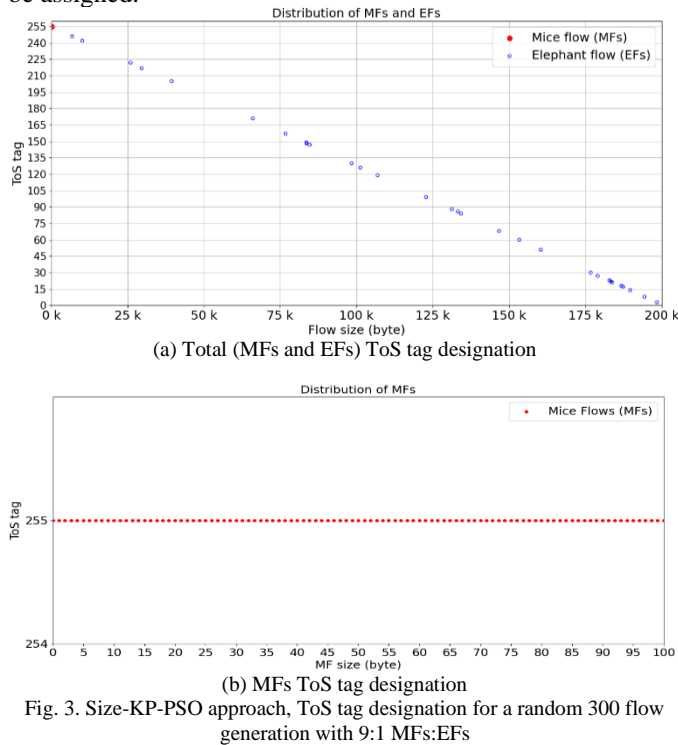 be assigned.
Distribution of MFs and EFs
Mice flow (MFs)
Elephant flow (EFs)
ToS tag
255
240
225
210
195
180
165
150
135
120
105
90
75
60
45
30
15
0
0 k 25 k 50 k 75 k 100 k 125 k 150 k 175 k 200 k
Flow size (byte)
(a) Total (MFs and EFs) ToS tag designation
Distribution of MFs
Mice Flows (MFs)
ToS tag
255
254
0 5 10 15 20 25 30 35 40 45 50 55 60 65 70 75 80 85 90 95 100
MF size (byte)
(b) MFs ToS tag designation
Fig. 3. Size-KP-PSO approach, ToS tag designation for a random 300 flow
generation with 9:1 MFs:EFs